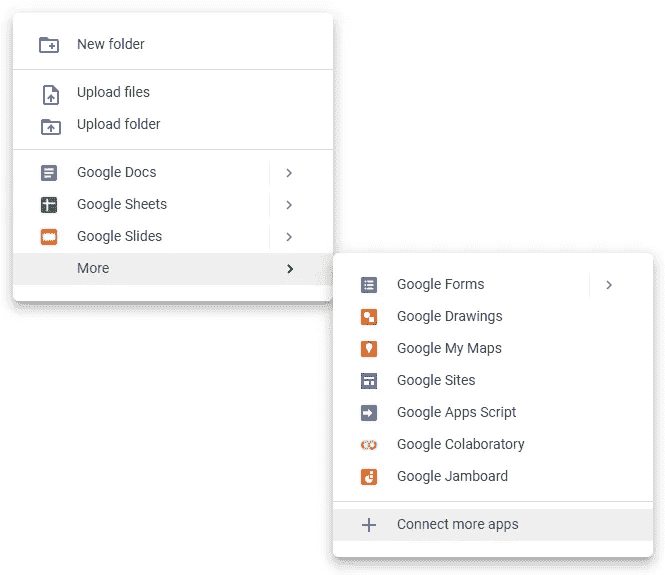 New folder
Upload files
Upload folder
Google Docs
Google Sheets
Google Slides
More
Google Forms
Google Drawings
Google My Maps
Google Sites
Google Apps Script
Google Colaboratory
Google Jamboard
Connect more apps